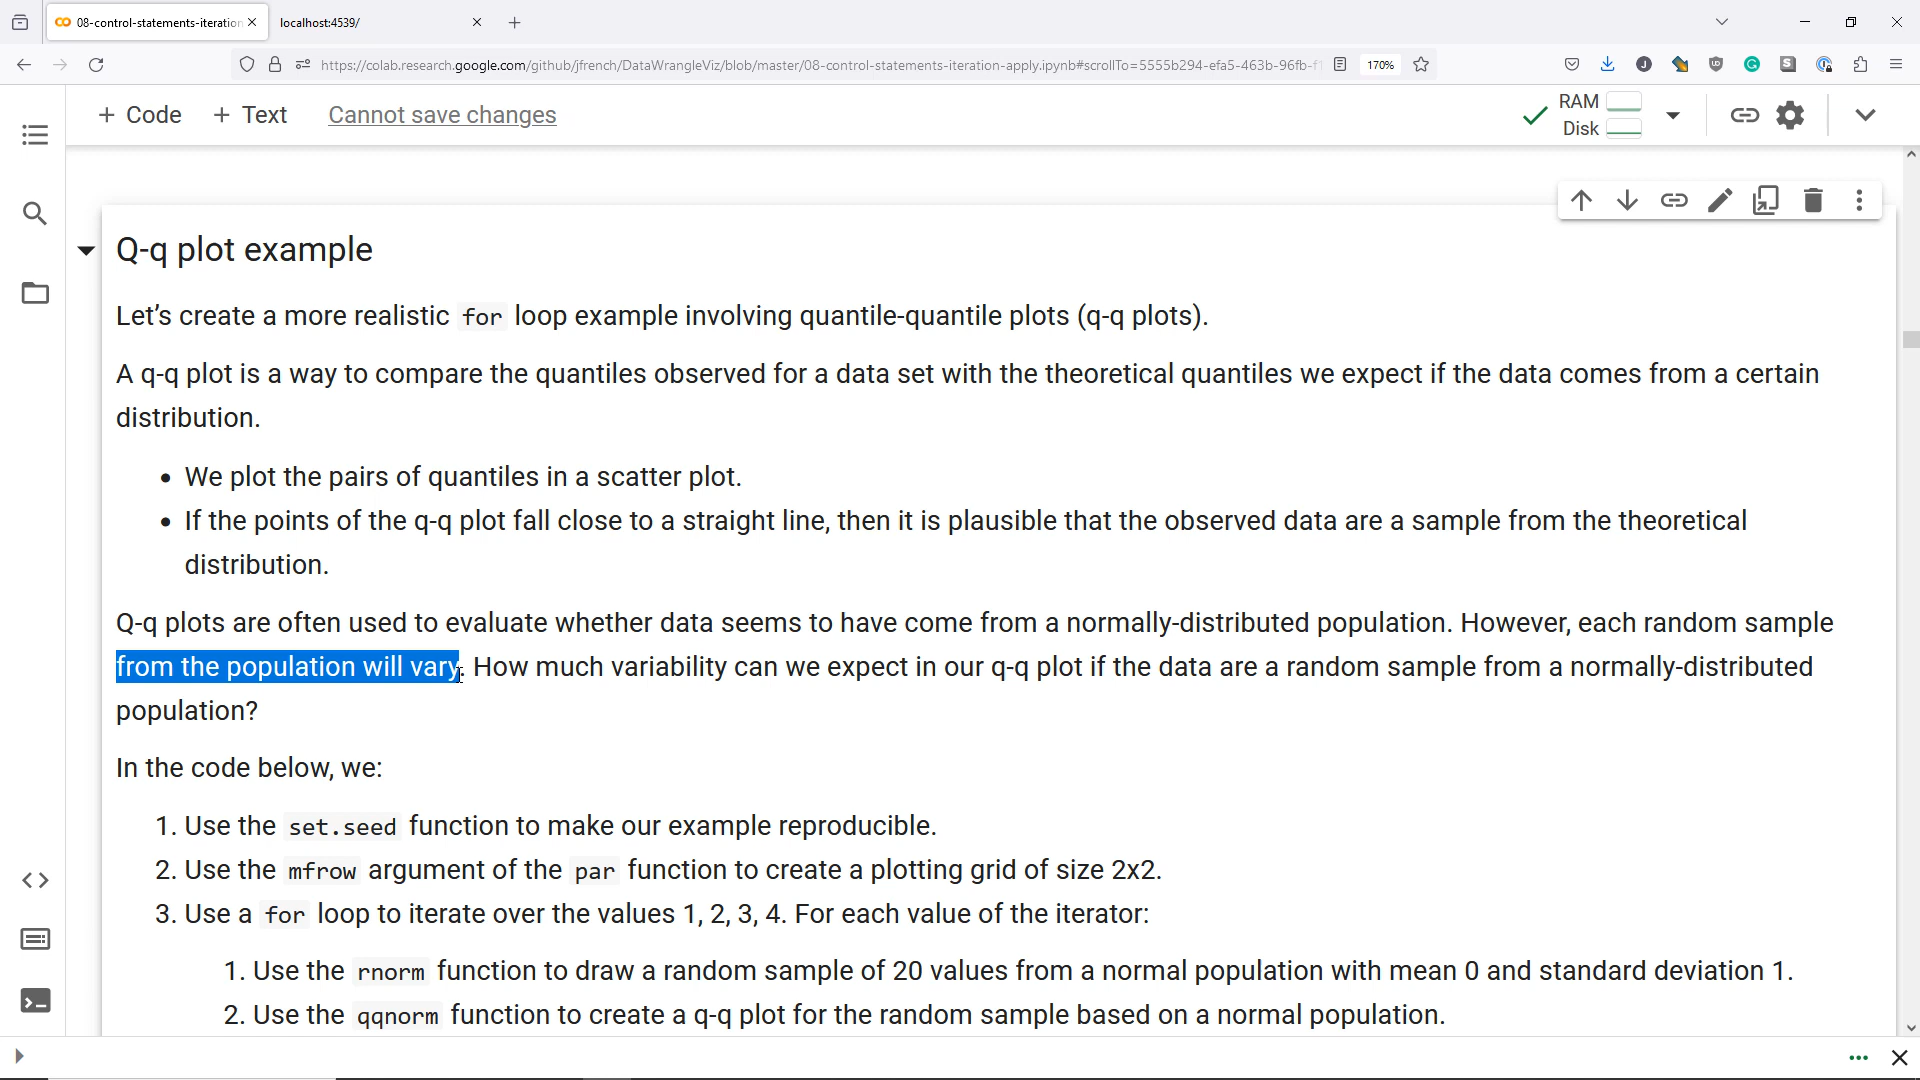 08-control-statements-iteration
localhost:4539/
https://colab.research.google.com/github/jfrench/DataWrangleViz/blob/master/08-control-statements-iteration-apply.ipynb#scrollTo=5555b294-efa5-463b-96fb-f1
170%
+ Code + Text Cannot save changes
RAM
Disk
Q-q plot example
Let’s create a more realistic for loop example involving quantile-quantile plots (q-q plots).
A q-q plot is a way to compare the quantiles observed for a data set with the theoretical quantiles we expect if the data comes from a certain
distribution.
• We plot the pairs of quantiles in a scatter plot.
• If the points of the q-q plot fall close to a straight line, then it is plausible that the observed data are a sample from the theoretical
distribution.
Q-q plots are often used to evaluate whether data seems to have come from a normally-distributed population. However, each random sample
from the population will vary. How much variability can we expect in our q-q plot if the data are a random sample from a normally-distributed
population?
In the code below, we:
1. Use the set.seed function to make our example reproducible.
2. Use the mfrow argument of the par function to create a plotting grid of size 2x2.
3. Use a for loop to iterate over the values 1, 2, 3, 4. For each value of the iterator:
1. Use the rnorm function to draw a random sample of 20 values from a normal population with mean 0 and standard deviation 1.
2. Use the qqnorm function to create a q-q plot for the random sample based on a normal population.